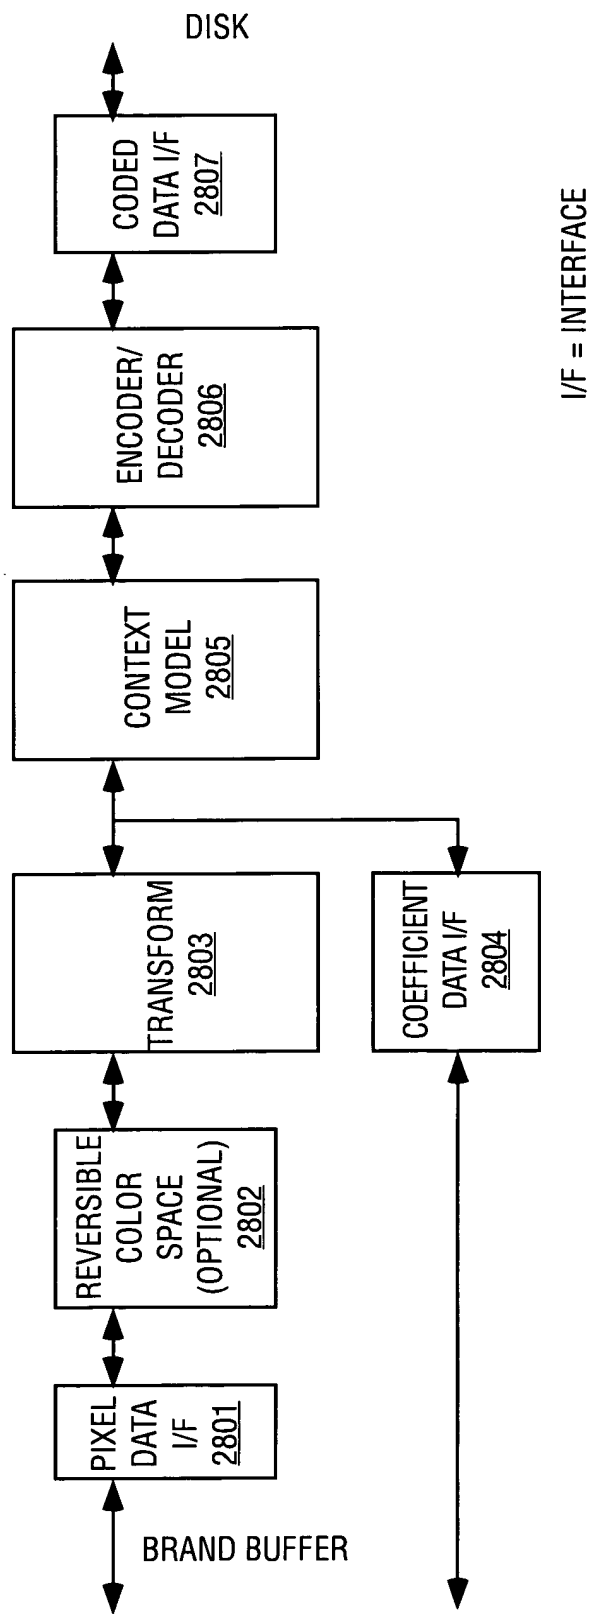 BRAND BUFFER
PIXEL
DATA
I/F
2801
REVERSIBLE
COLOR
SPACE
(OPTIONAL)
2802
TRANSFORM
2803
COEFFICIENT
DATA I/F
2804
CONTEXT
MODEL
2805
ENCODER/
DECODER
2806
CODED
DATA I/F
2807
DISK
I/F = INTERFACE